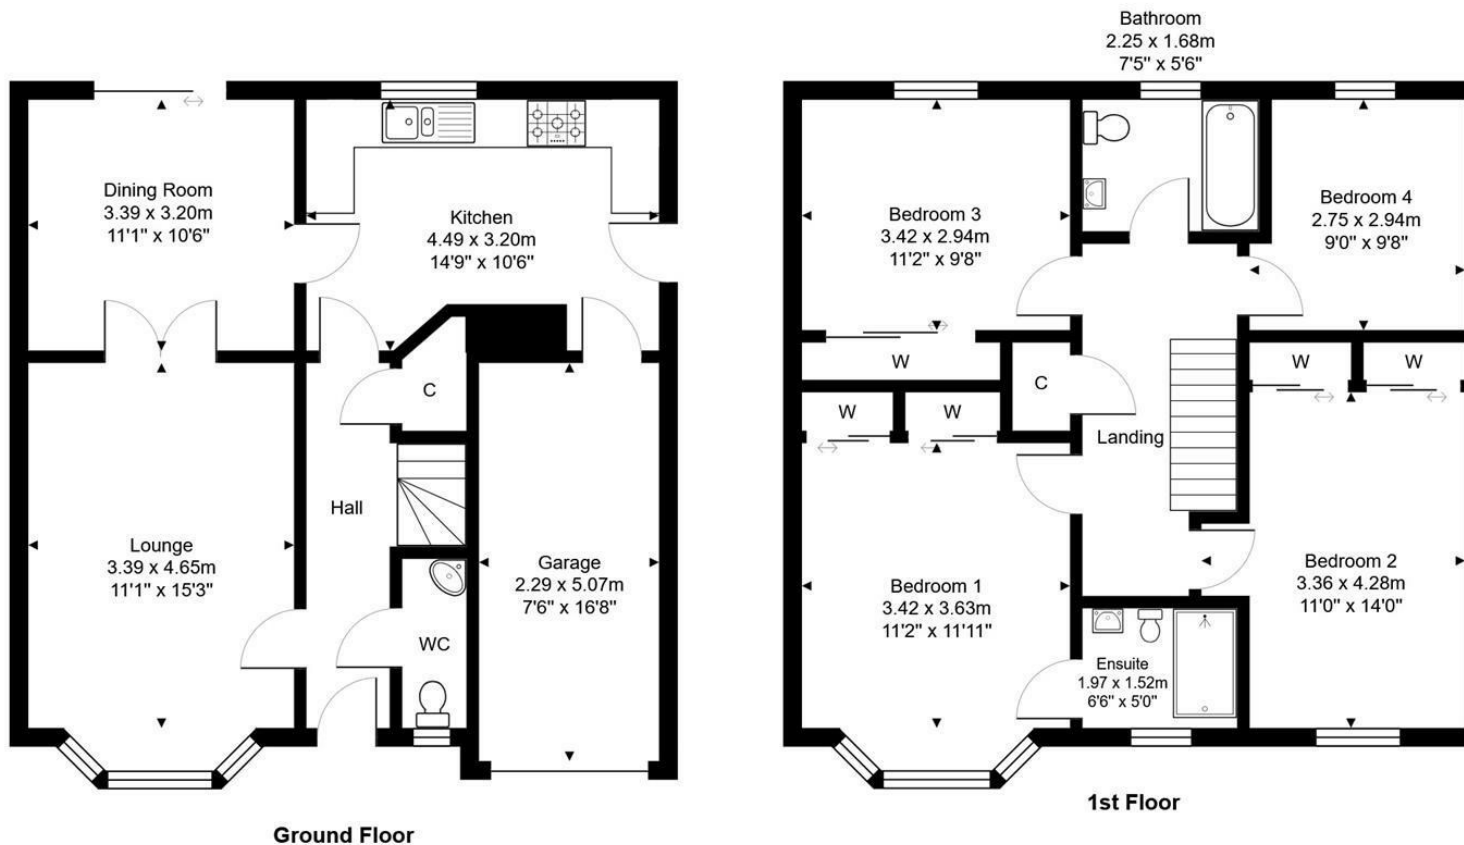 Dining Room
3.39 x 3.20m
11'1" x 10'6"
Kitchen
4.49 x 3.20m
14'9" x 10'6"
C
Hall
Lounge
3.39 x 4.65m
11'1" x 15'3"
Garage
2.29 x 5.07m
7'6" x 16'8"
WC
Ground Floor
Bathroom
2.25 x 1.68m
7'5" x 5'6"
Bedroom 3
3.42 x 2.94m
11'2" x 9'8"
Bedroom 4
2.75 x 2.94m
9'0" x 9'8"
W
W
W
C
W
W
Landing
Bedroom 1
3.42 x 3.63m
11'2" x 11'11"
Bedroom 2
3.36 x 4.28m
11'0" x 14'0"
Ensuite
1.97 x 1.52m
6'6" x 5'0"
1st Floor